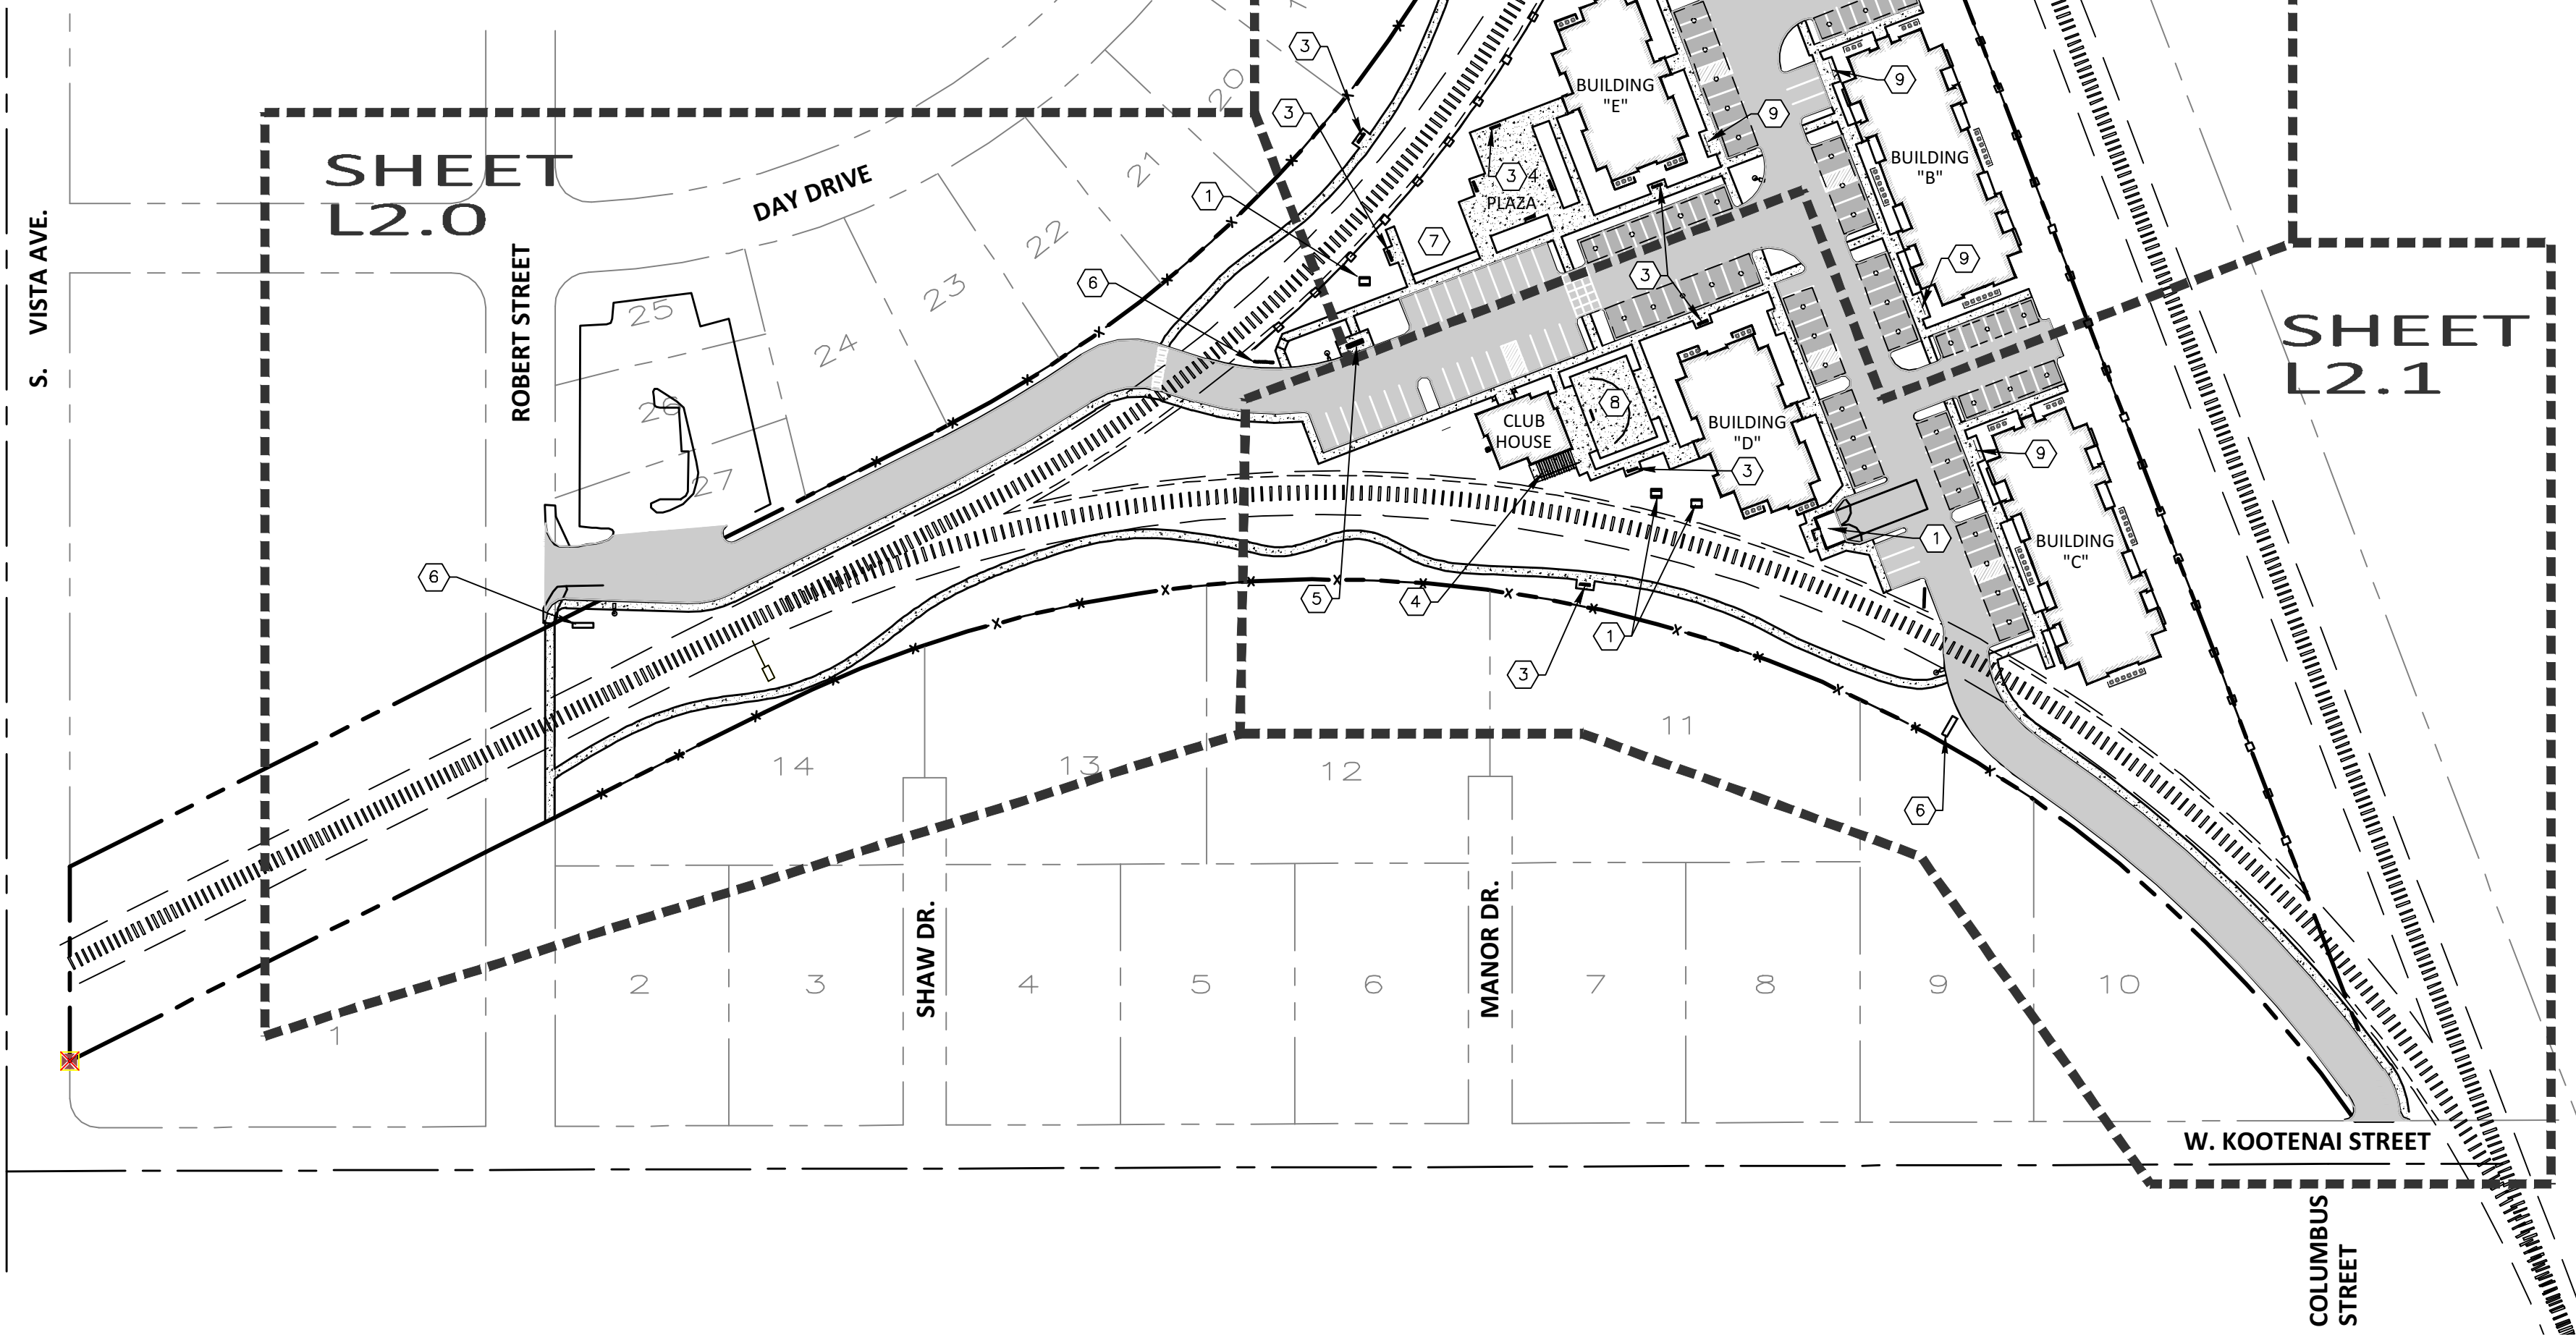 3
3
1
6
20
21
22
23
24
25
26
27
SHEET
L2.0
DAY DRIVE
S. VISTA AVE.
ROBERT STREET
BUILDING
"E"
9
9
BUILDING
"B"
3 4
PLAZA
7
3
9
SHEET
L2.1
CLUB
HOUSE
8
BUILDING
"D"
3
9
1
BUILDING
"C"
6
5
4
1
3
6
14
13
12
11
1
2
3
4
5
6
7
8
9
10
SHAW DR.
MANOR DR.
W. KOOTENAI STREET
COLUMBUS
STREET